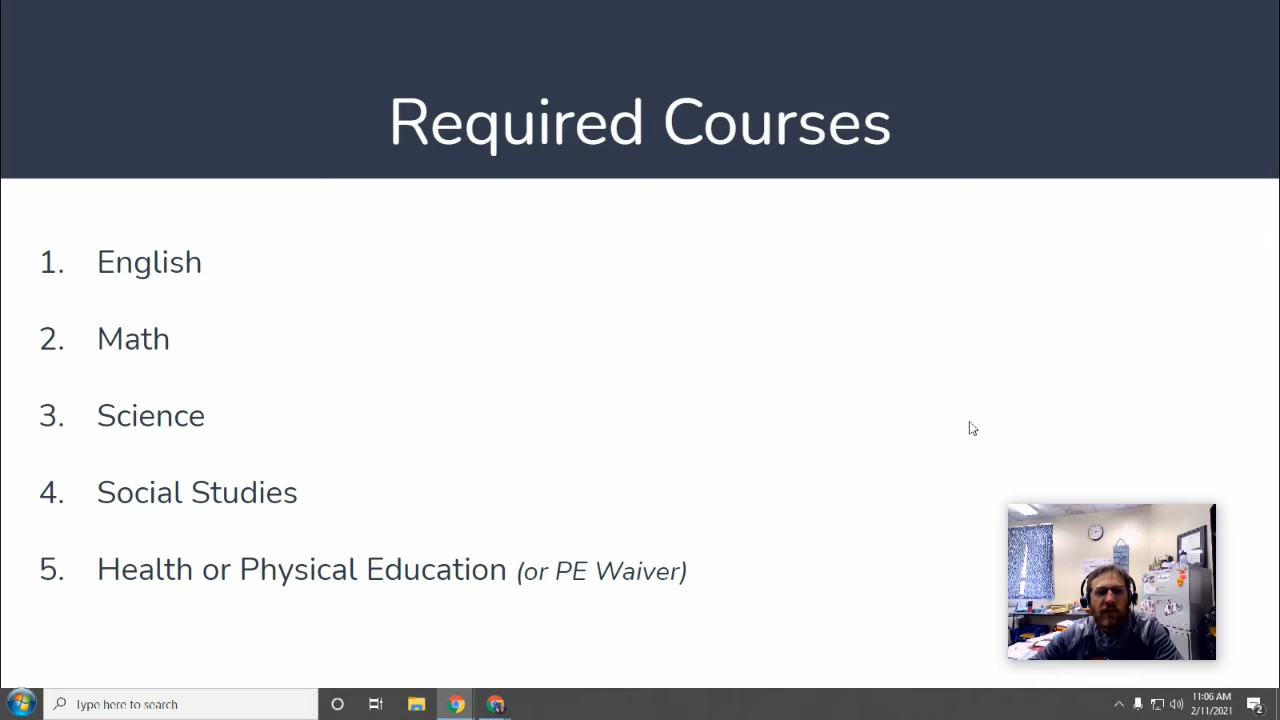 Required Courses
1. English
2. Math
3. Science
4. Social Studies
5. Health or Physical Education (or PE Waiver)
Type here to search
11:06 AM
2/11/2021
2